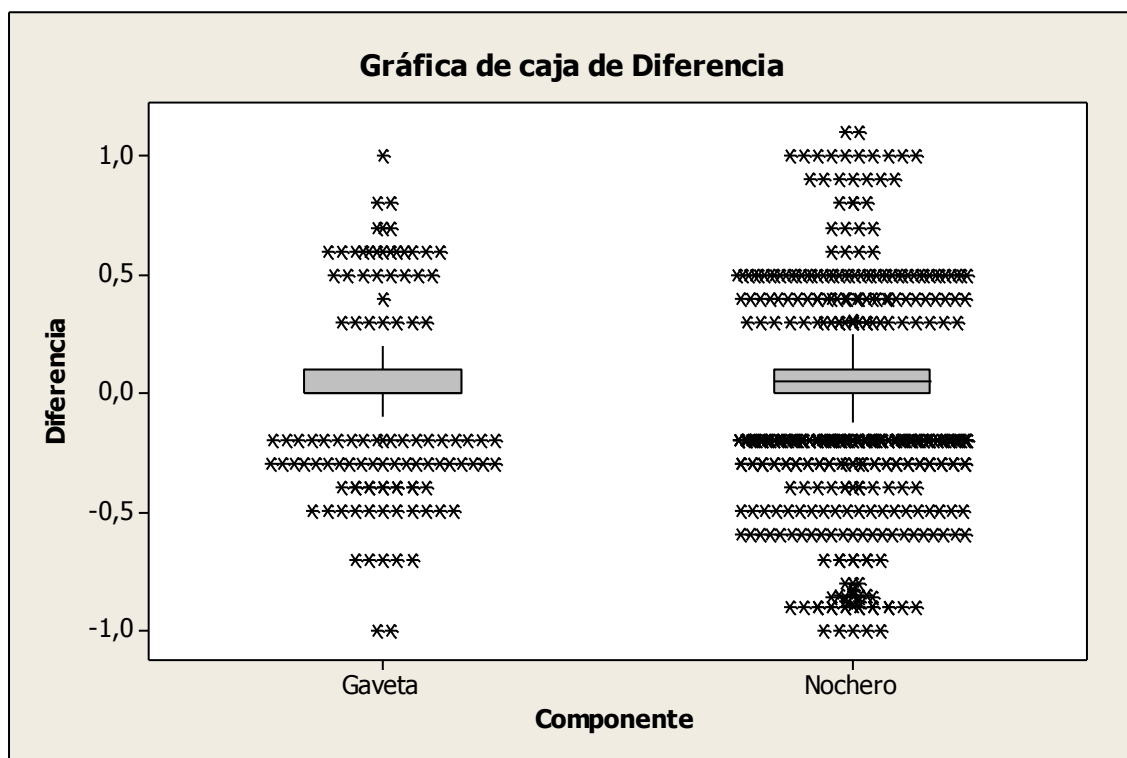 Gráfica de caja de Diferencia
1,0
0,5
0,0
-0,5
-1,0
Diferencia
Gaveta
Nochero
Componente